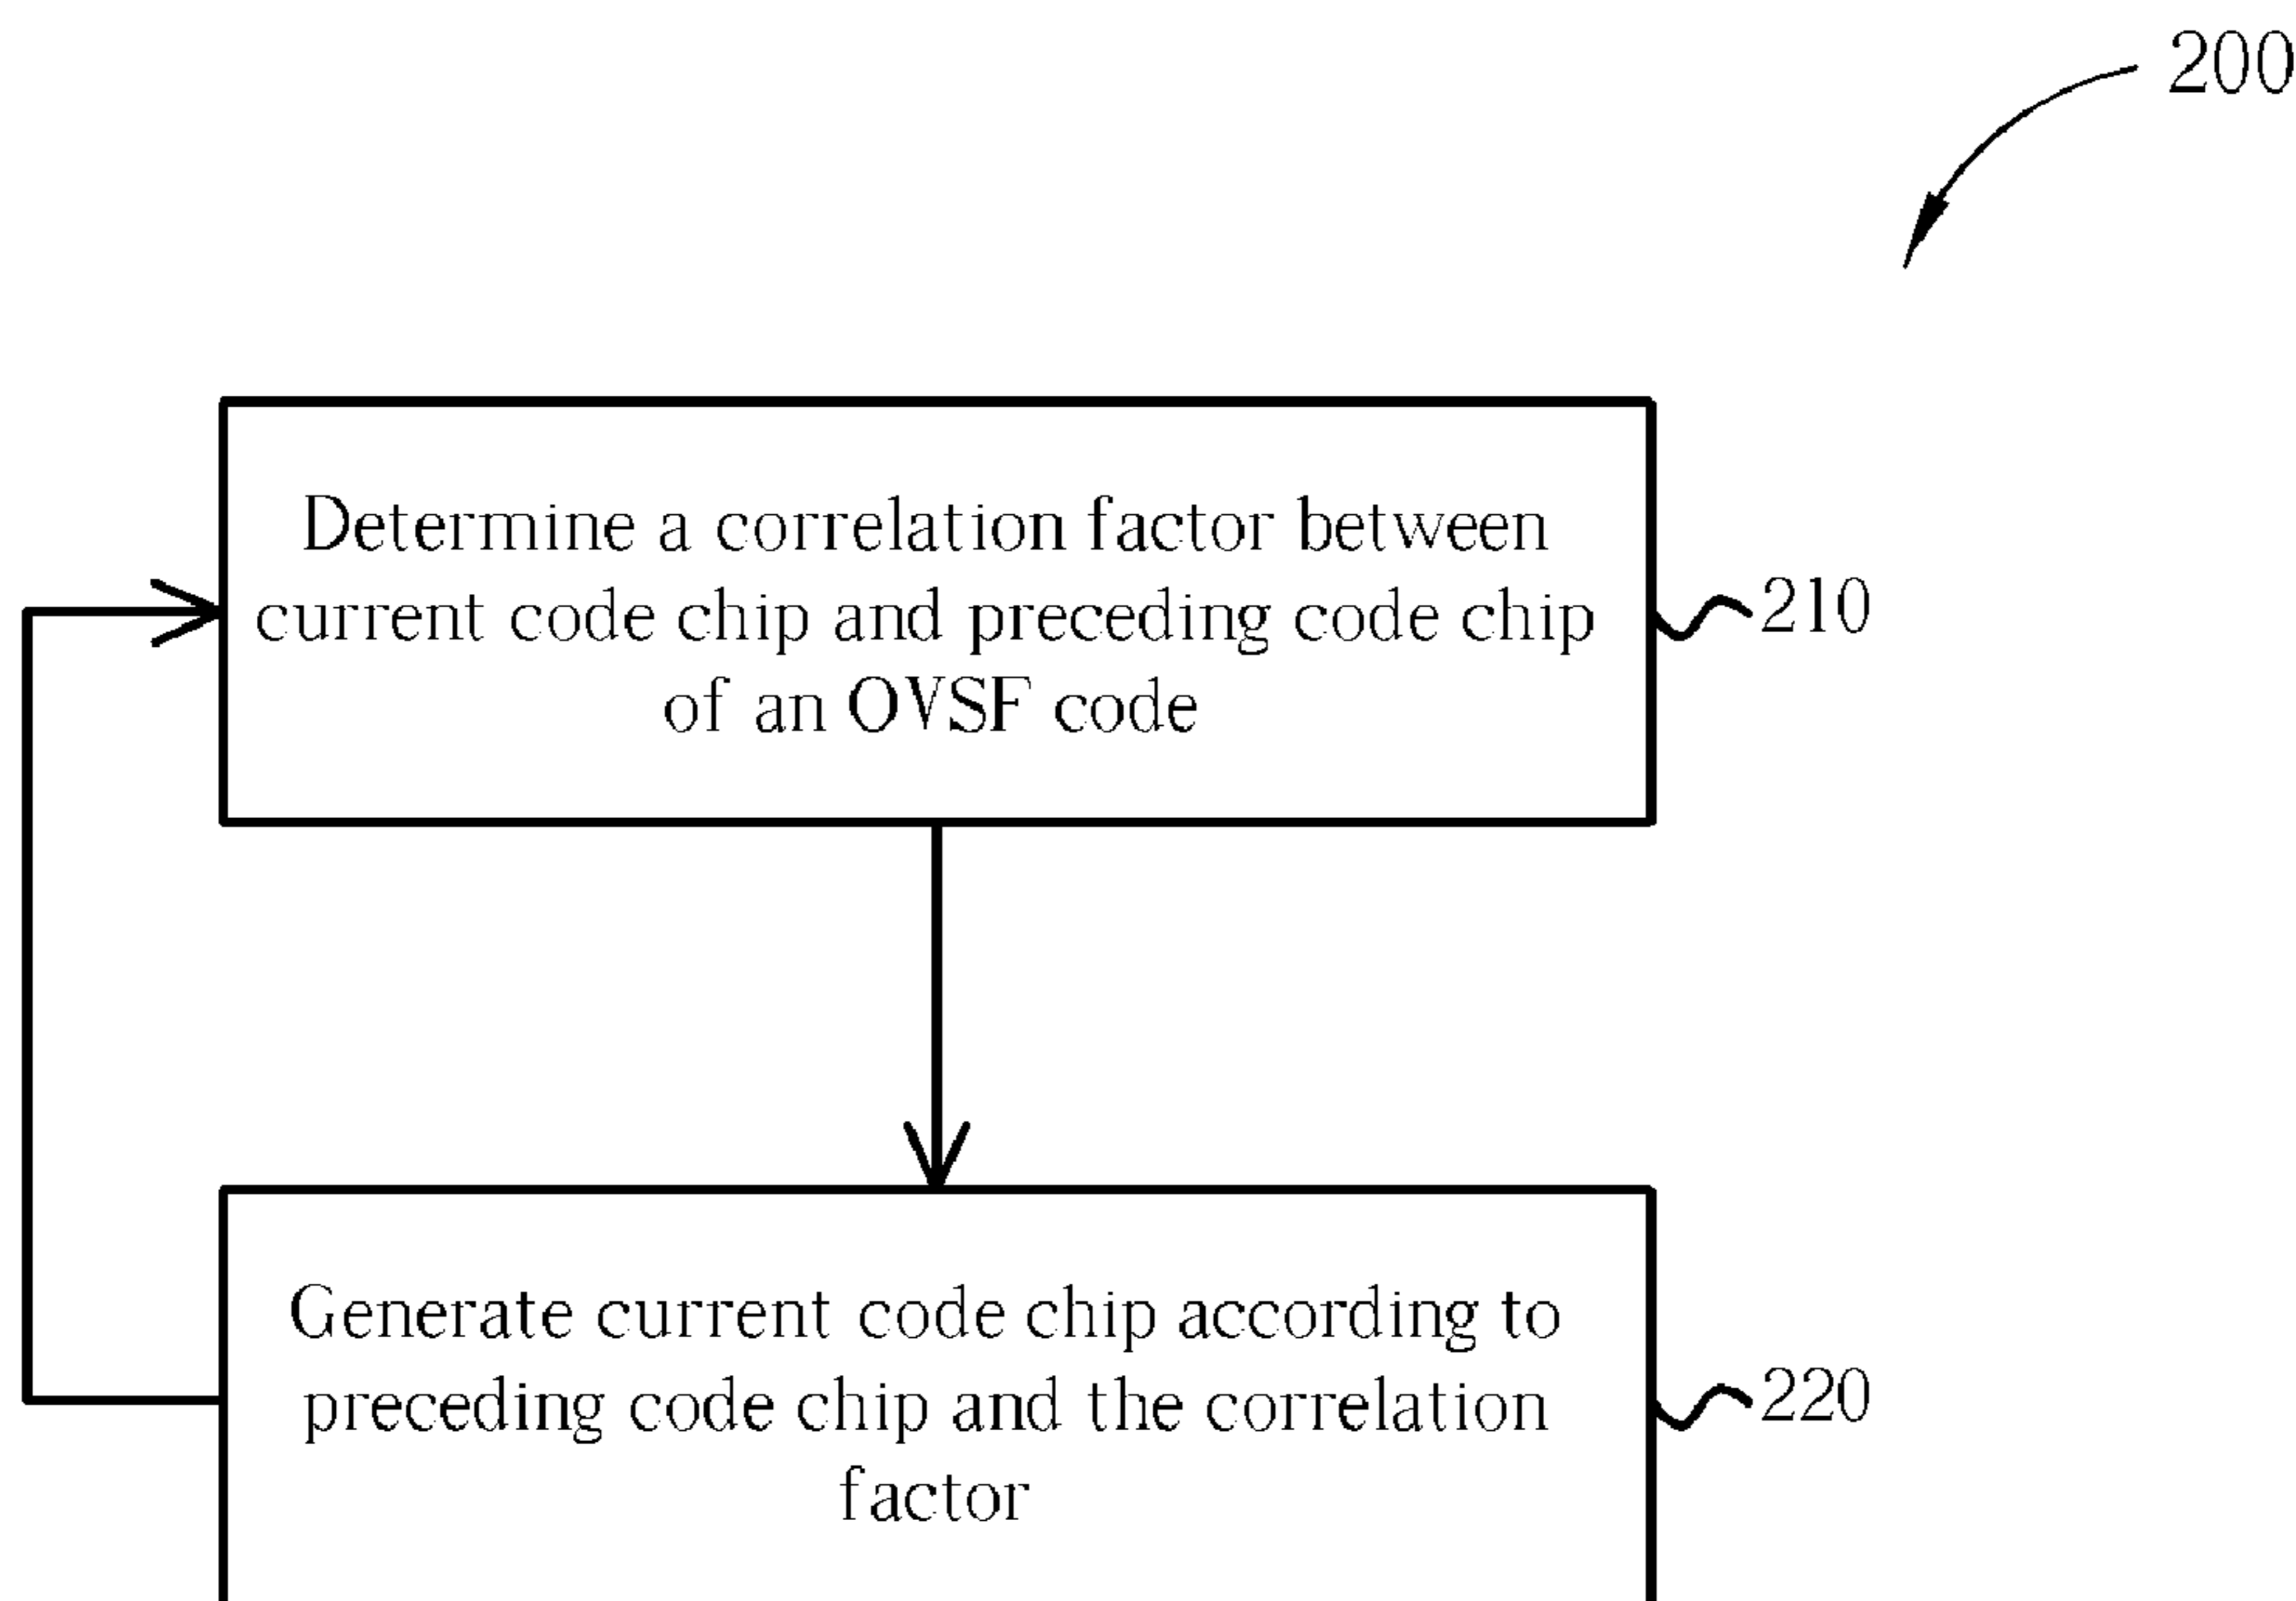 200
Determine a correlation factor between
current code chip and preceding code chip
of an OVSF code
210
Generate current code chip according to
preceding code chip and the correlation
factor
220